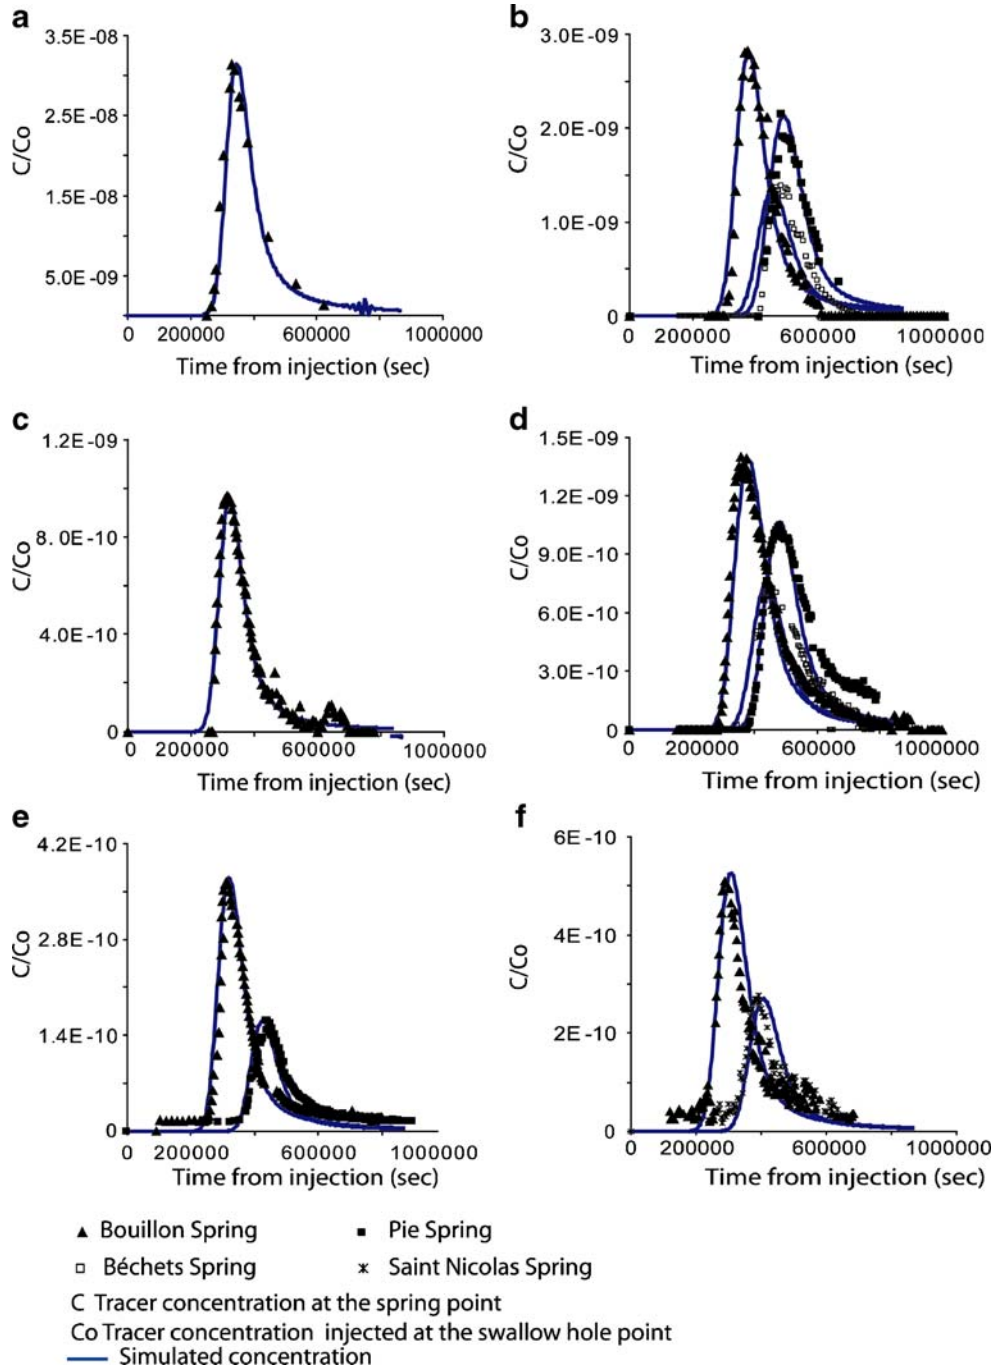 a
3.5E-08
2.5E-08
1.5E-08
5.0E-09
C/Co
0 200000 600000 1000000
Time from injection (sec)
b
3.0E-09
2.0E-09
1.0E-09
0
C/Co
0 200000 600000 1000000
Time from injection (sec)
c
1.2E-09
8.0E-10
4.0E-10
0
C/Co
0 200000 600000 1000000
Time from injection (sec)
d
1.5E-09
1.2E-09
9.0E-10
6.0E-10
3.0E-10
0
C/Co
0 200000 600000 1000000
Time from injection (sec)
e
4.2E-10
2.8E-10
1.4E-10
0
C/Co
0 200000 600000 1000000
Time from injection (sec)
f
6E-10
4E-10
2E-10
0
C/Co
0 200000 600000 1000000
Time from injection (sec)
Bouillon Spring
Pie Spring
Béchets Spring
Saint Nicolas Spring
C Tracer concentration at the spring point
Co Tracer concentration injected at the swallow hole point
Simulated concentration